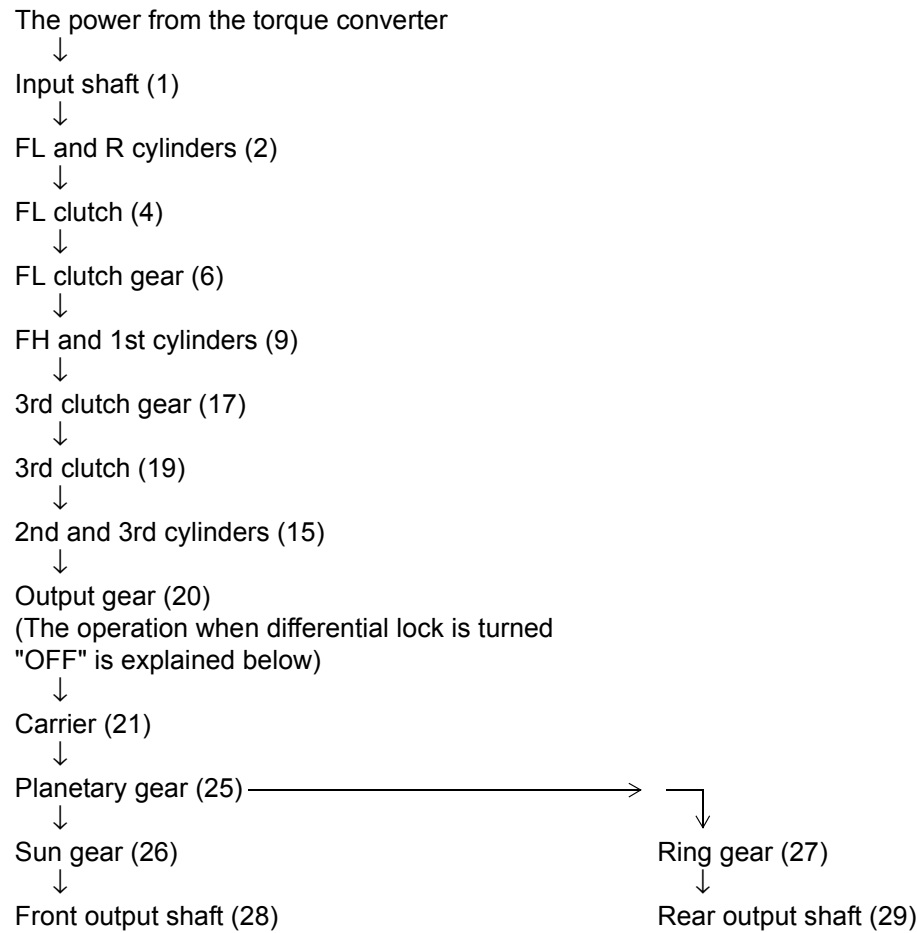 The power from the torque converter
↓
Input shaft (1)
↓
FL and R cylinders (2)
↓
FL clutch (4)
↓
FL clutch gear (6)
↓
FH and 1st cylinders (9)
↓
3rd clutch gear (17)
↓
3rd clutch (19)
↓
2nd and 3rd cylinders (15)
↓
Output gear (20)
(The operation when differential lock is turned
"OFF" is explained below)
↓
Carrier (21)
↓
Planetary gear (25)
↓
Sun gear (26) Ring gear (27)
↓ ↓
Front output shaft (28) Rear output shaft (29)